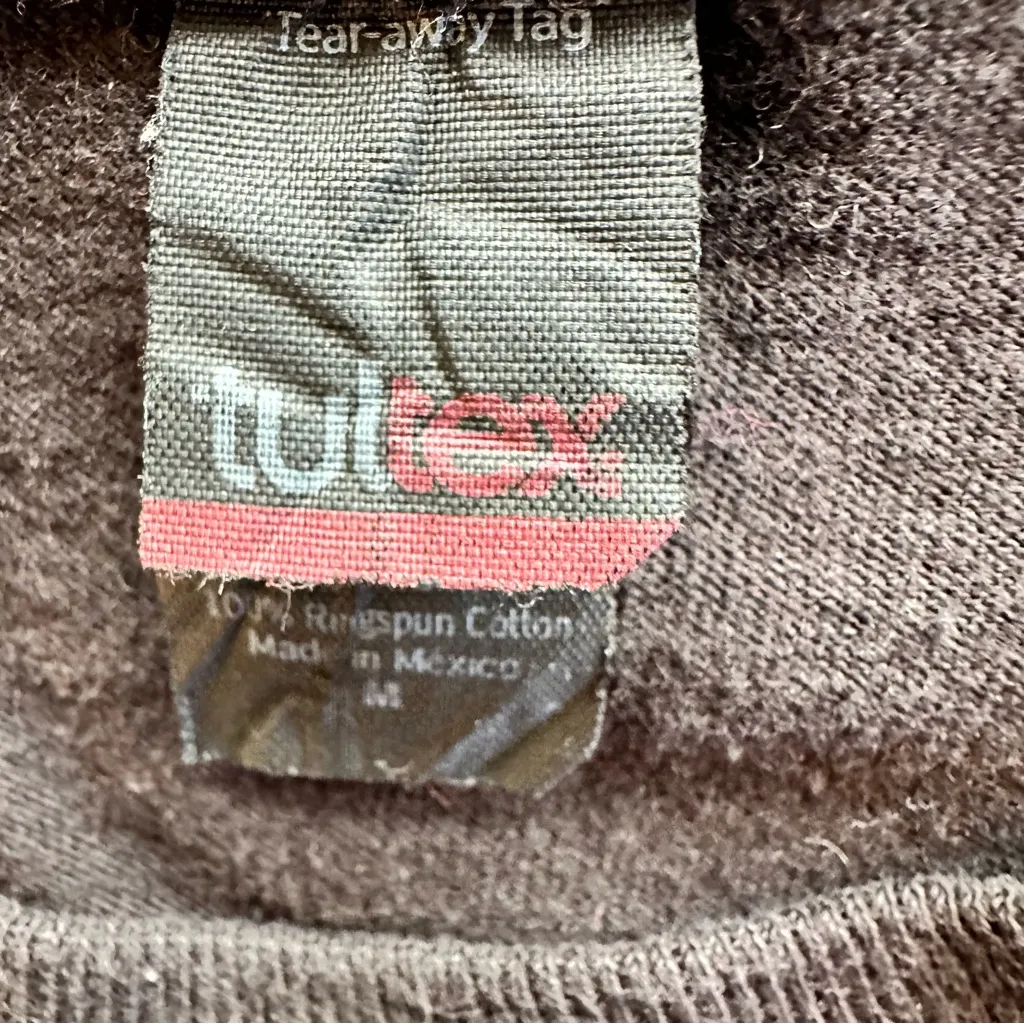 Tear-away Tag
tultex
100% Ringspun Cotton
Made in Mexico
M